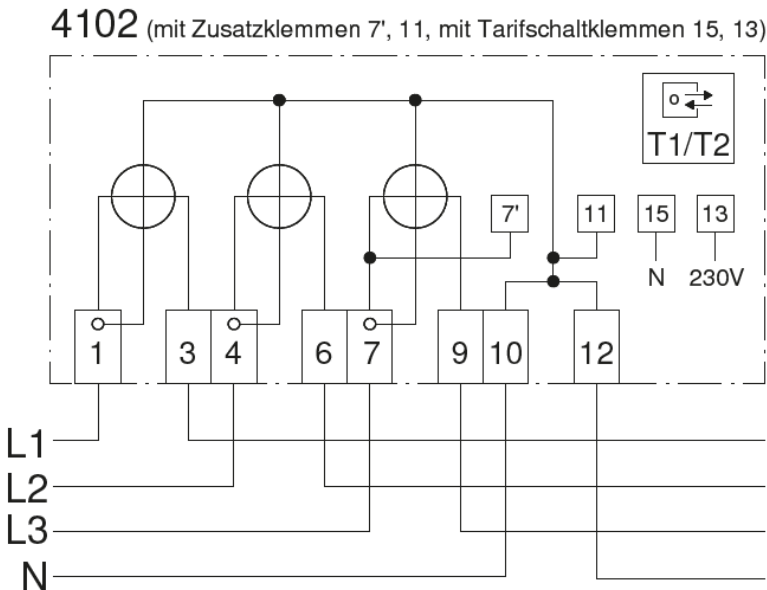 4102 (mit Zusatzklemmen 7', 11, mit Tarifschaltklemmen 15, 13)
T1/T2
7' 11 15 13
N 230V
1 3 4 6 7 9 10 12
L1
L2
L3
N